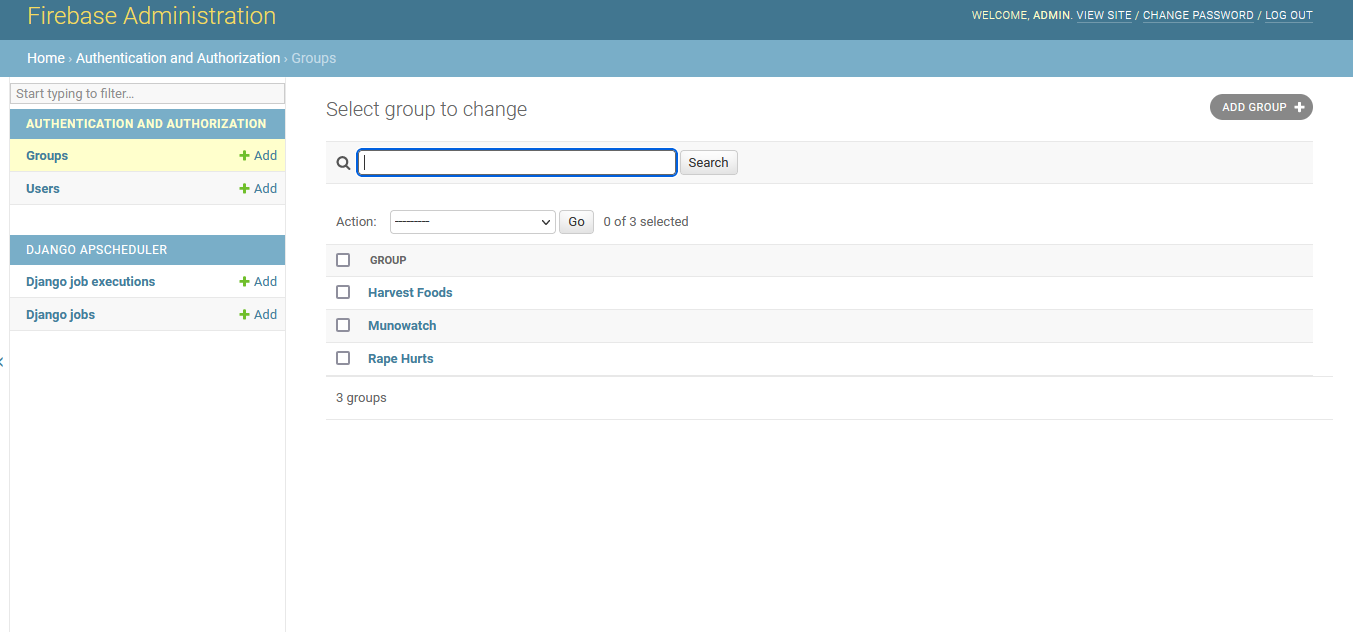 Firebase Administration
WELCOME, ADMIN. VIEW SITE / CHANGE PASSWORD / LOG OUT
Home › Authentication and Authorization › Groups
Start typing to filter...
AUTHENTICATION AND AUTHORIZATION
Groups + Add
Users + Add
DJANGO APSCHEDULER
Django job executions + Add
Django jobs + Add
Select group to change
ADD GROUP +
Search
Action: --------- Go 0 of 3 selected
GROUP
Harvest Foods
Munowatch
Rape Hurts
3 groups